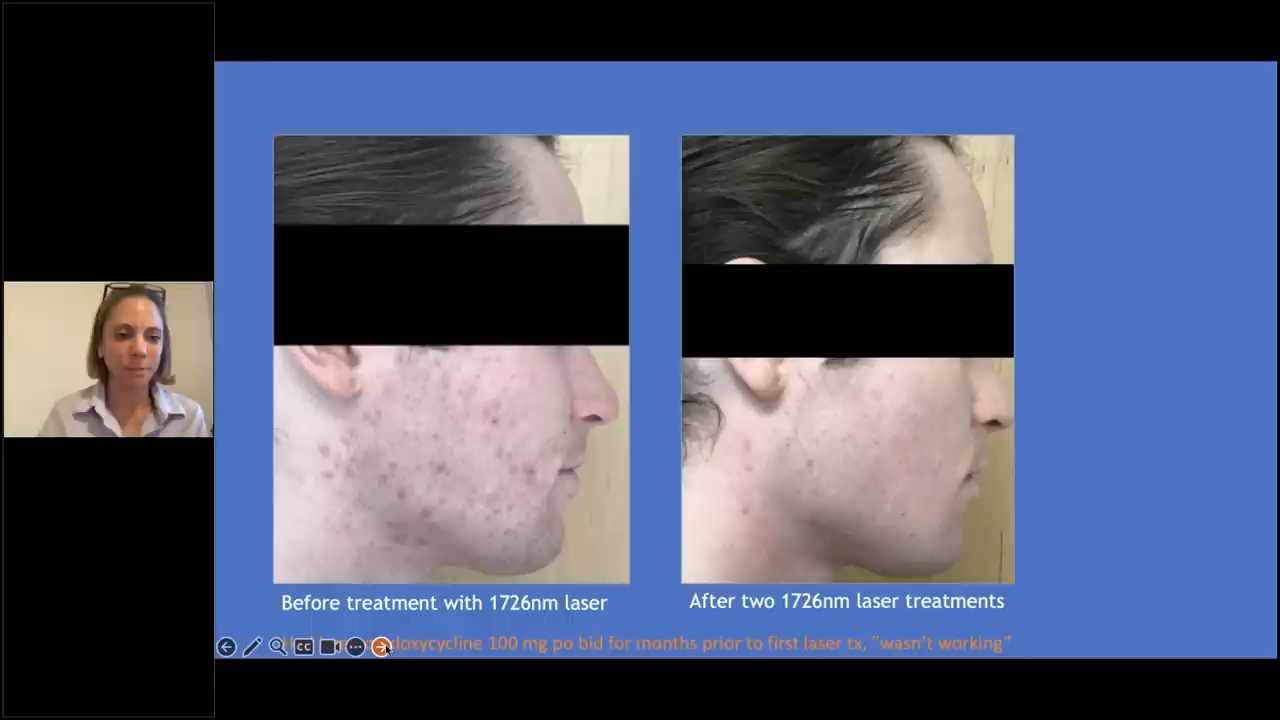 Before treatment with 1726nm laser
After two 1726nm laser treatments
doxycycline 100 mg po bid for months prior to first laser tx, "wasn't working"
CC